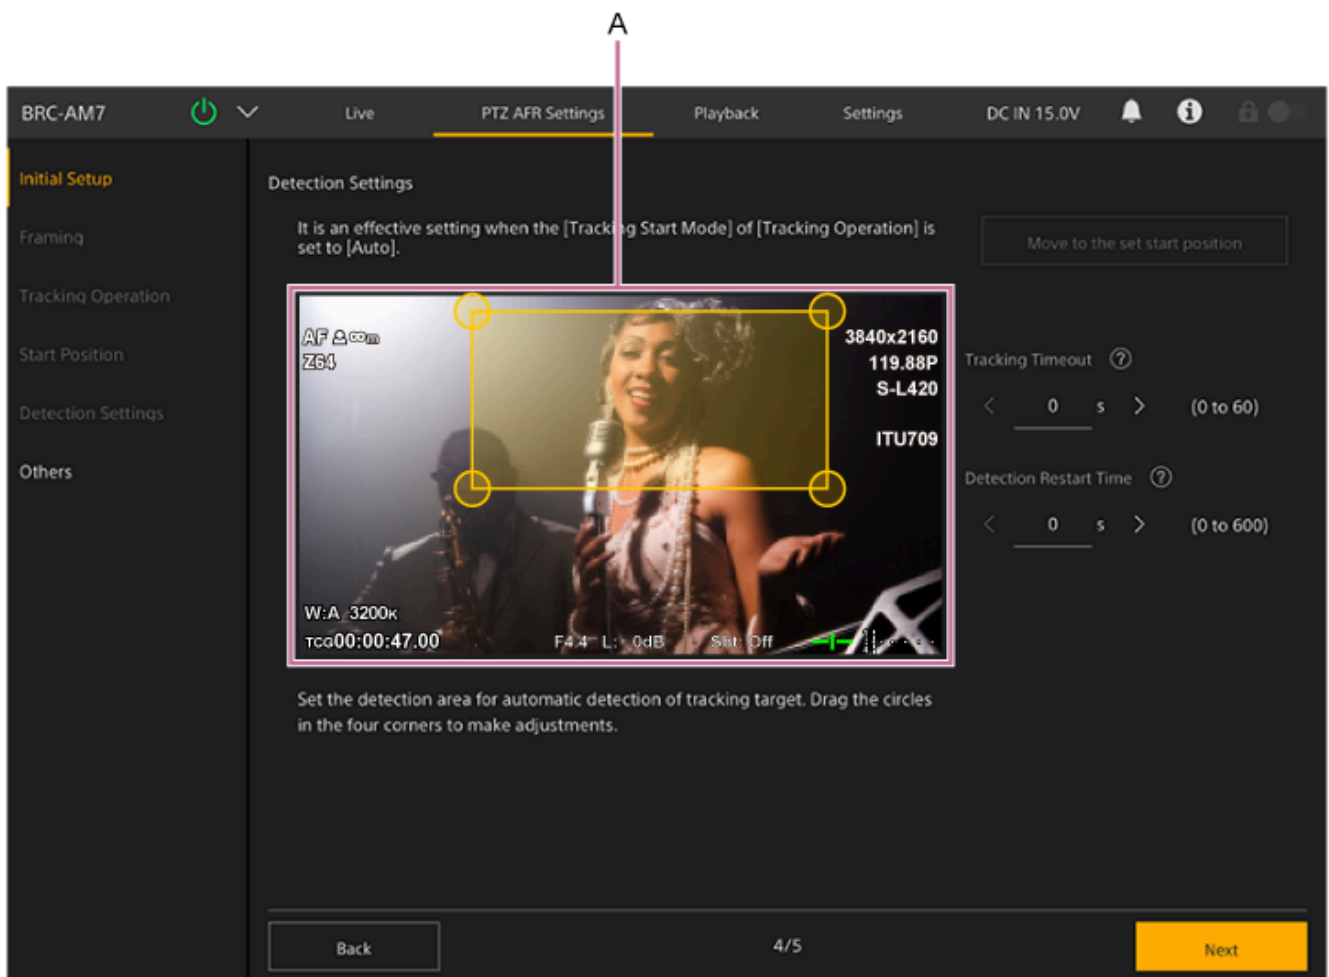 A
BRC-AM7
Live
PTZ AFR Settings
Playback
Settings
DC IN 15.0V
Initial Setup
Framing
Tracking Operation
Start Position
Detection Settings
Others
Detection Settings
It is an effective setting when the [Tracking Start Mode] of [Tracking Operation] is
set to [Auto].
Move to the set start position
AF ∞m
Z64
3840x2160
119.88P
S-L420
ITU709
W:A 3200K
TCG00:00:47.00
F4.4 L: 0dB Sht: Off
Set the detection area for automatic detection of tracking target. Drag the circles
in the four corners to make adjustments.
Tracking Timeout ?
< 0 s > (0 to 60)
Detection Restart Time ?
< 0 s > (0 to 600)
Back
4/5
Next